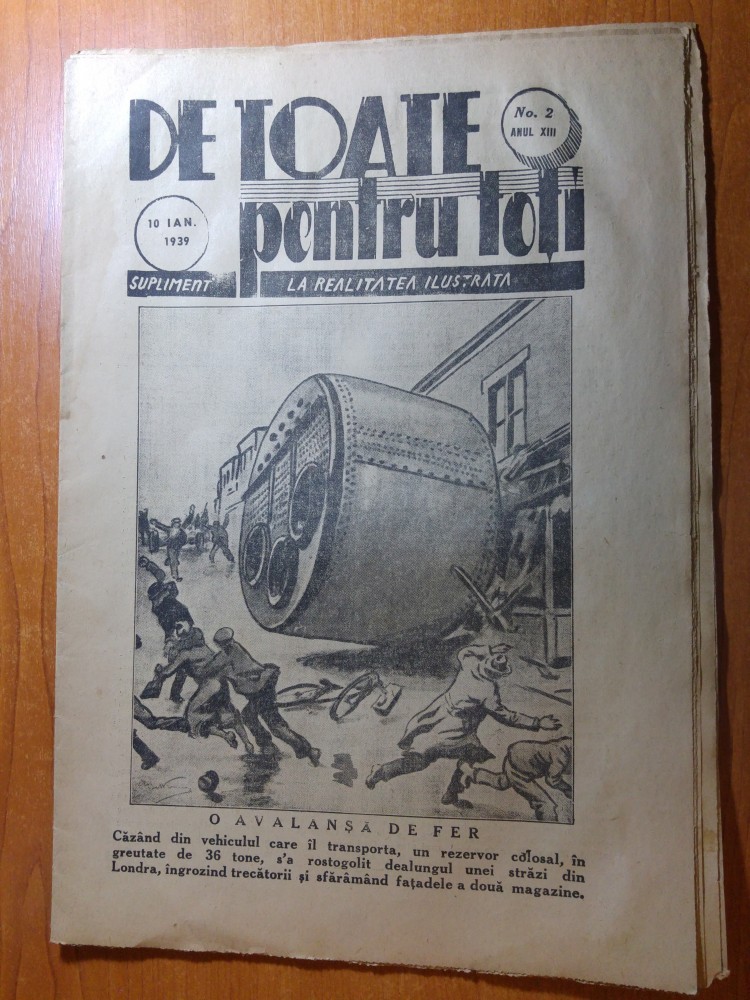 DE TOATE
pentru toți
No. 2
ANUL XIII
10 IAN.
1939
SUPLIMENT LA REALITATEA ILUSTRATA
O AVALANȘĂ DE FER
Căzând din vehiculul care îl transporta, un rezervor colosal, în
greutate de 36 tone, s'a rostogolit dealungul unei străzi din
Londra, îngrozind trecătorii și sfărâmând fațadele a două magazine.